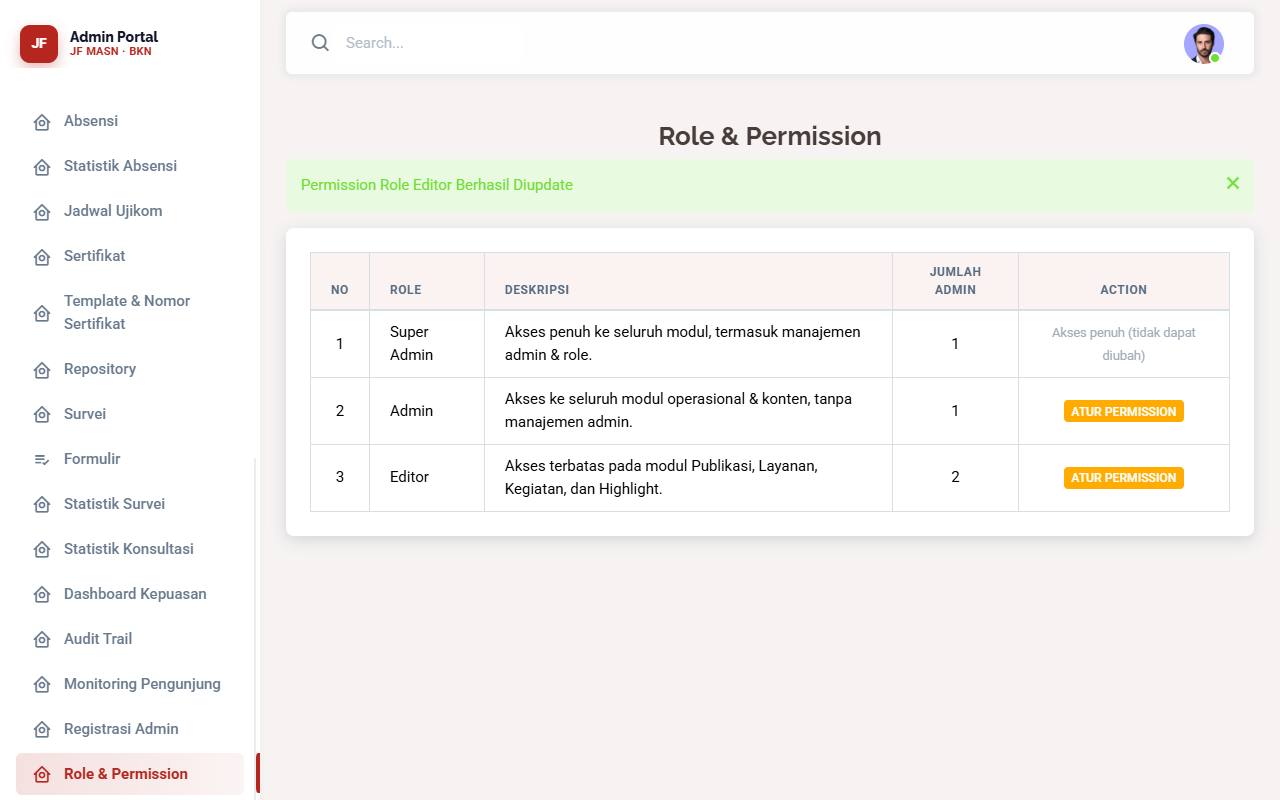 JF
Admin Portal
JF MASN · BKN
Absensi
Statistik Absensi
Jadwal Ujikom
Sertifikat
Template & Nomor
Sertifikat
Repository
Survei
Formulir
Statistik Survei
Statistik Konsultasi
Dashboard Kepuasan
Audit Trail
Monitoring Pengunjung
Registrasi Admin
Role & Permission
Search...
Role & Permission
Permission Role Editor Berhasil Diupdate
NO ROLE DESKRIPSI JUMLAH ADMIN ACTION
1 Super Admin Akses penuh ke seluruh modul, termasuk manajemen admin & role. 1 Akses penuh (tidak dapat diubah)
2 Admin Akses ke seluruh modul operasional & konten, tanpa manajemen admin. 1 ATUR PERMISSION
3 Editor Akses terbatas pada modul Publikasi, Layanan, Kegiatan, dan Highlight. 2 ATUR PERMISSION